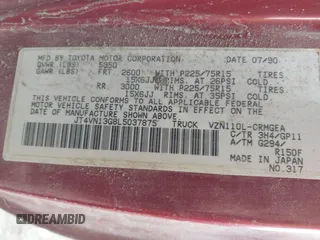 MFD BY TOYOTA MOTOR CORPORATION DATE 07/90
GVWR (LBS) 5350
GAWR (LBS) FRT 2600 WITH P225/75R15 TIRES
15X6JJ RIMS. AT 26PSI COLD
RR 3000 WITH P225/75R15 TIRES
15X6JJ RIMS. AT 35PSI COLD
THIS VEHICLE CONFORMS TO ALL APPLICABLE FEDERAL MOTOR
VEHICLE SAFETY STANDARDS IN EFFECT ON THE DATE OF
MANUFACTURE SHOWN ABOVE.
JT4VN13G8L5037875 TRUCK VZN110L-CRMGEA
C/TR 3H4/GP11
A/TM G294/
R150F
MADE IN JAPAN NO.317